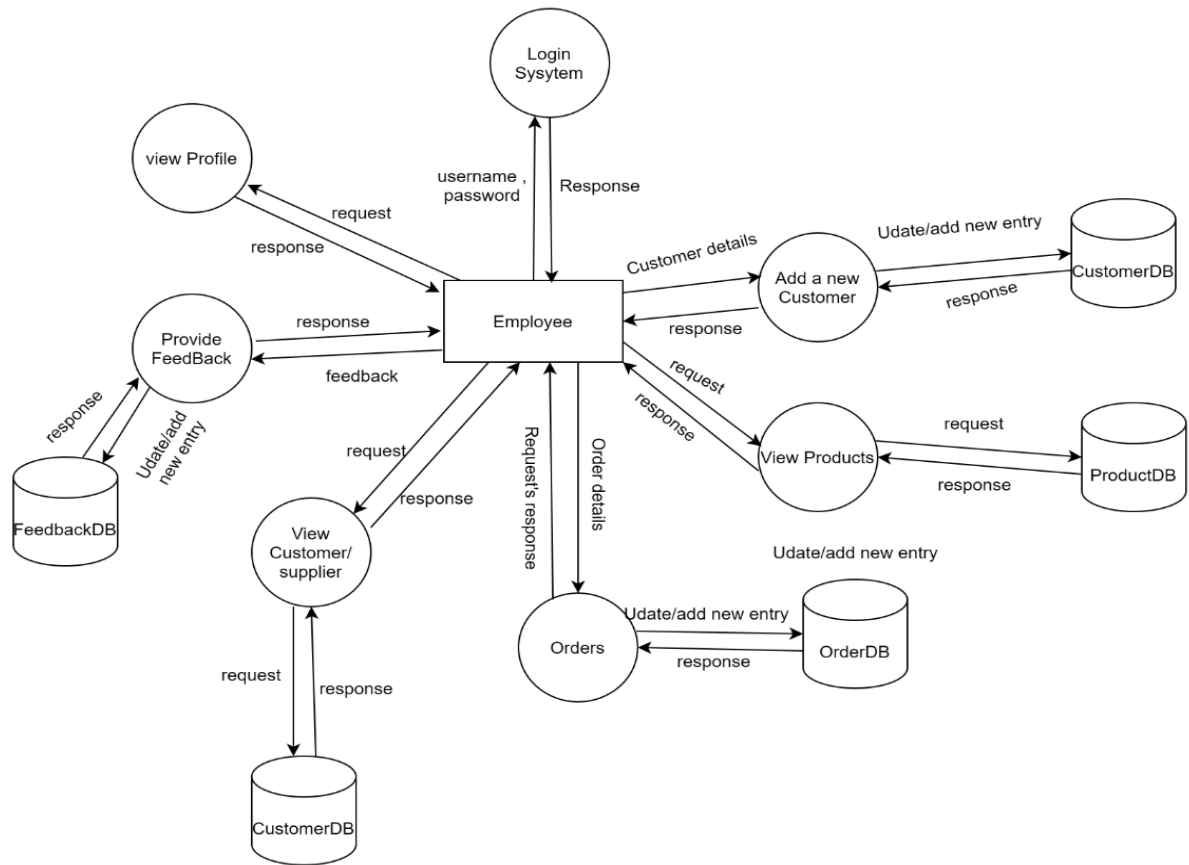 Login
Sysytem
view Profile
username ,
password
Response
request
response
Customer details
Udate/add new entry
CustomerDB
Add a new
Customer
response
response
Employee
Provide
FeedBack
response
feedback
request
response
response
Udate/add
new entry
request
response
View Products
request
response
ProductDB
FeedbackDB
Request's response
Order details
View
Customer/
supplier
Udate/add new entry
Udate/add new entry
Orders
response
OrderDB
request
response
CustomerDB